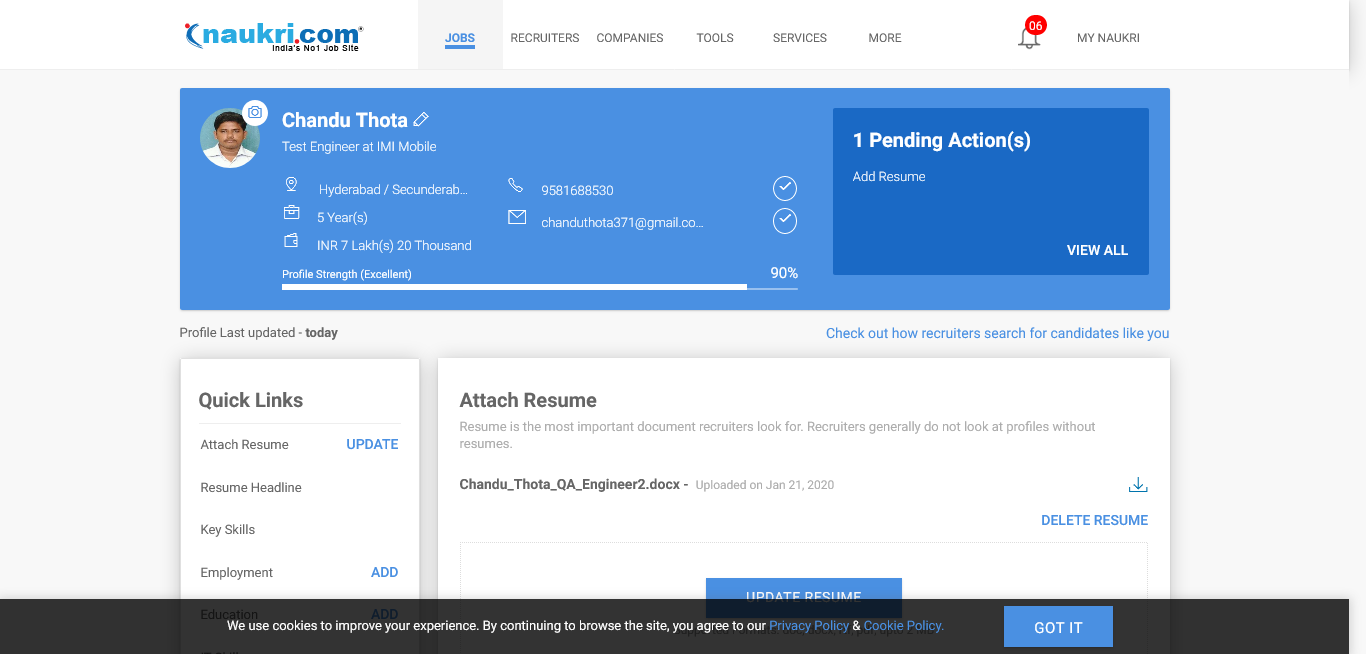 naukri.com
India's No1 Job Site
JOBS
RECRUITERS
COMPANIES
TOOLS
SERVICES
MORE
06
MY NAUKRI
Chandu Thota
Test Engineer at IMI Mobile
Hyderabad / Secunderab...
9581688530
5 Year(s)
chanduthota371@gmail.co...
INR 7 Lakh(s) 20 Thousand
Profile Strength (Excellent)
90%
1 Pending Action(s)
Add Resume
VIEW ALL
Profile Last updated - today
Check out how recruiters search for candidates like you
Quick Links
Attach Resume
UPDATE
Resume Headline
Key Skills
Employment
ADD
Education
ADD
Attach Resume
Resume is the most important document recruiters look for. Recruiters generally do not look at profiles without
resumes.
Chandu_Thota_QA_Engineer2.docx - Uploaded on Jan 21, 2020
DELETE RESUME
UPDATE RESUME
We use cookies to improve your experience. By continuing to browse the site, you agree to our Privacy Policy & Cookie Policy.
GOT IT